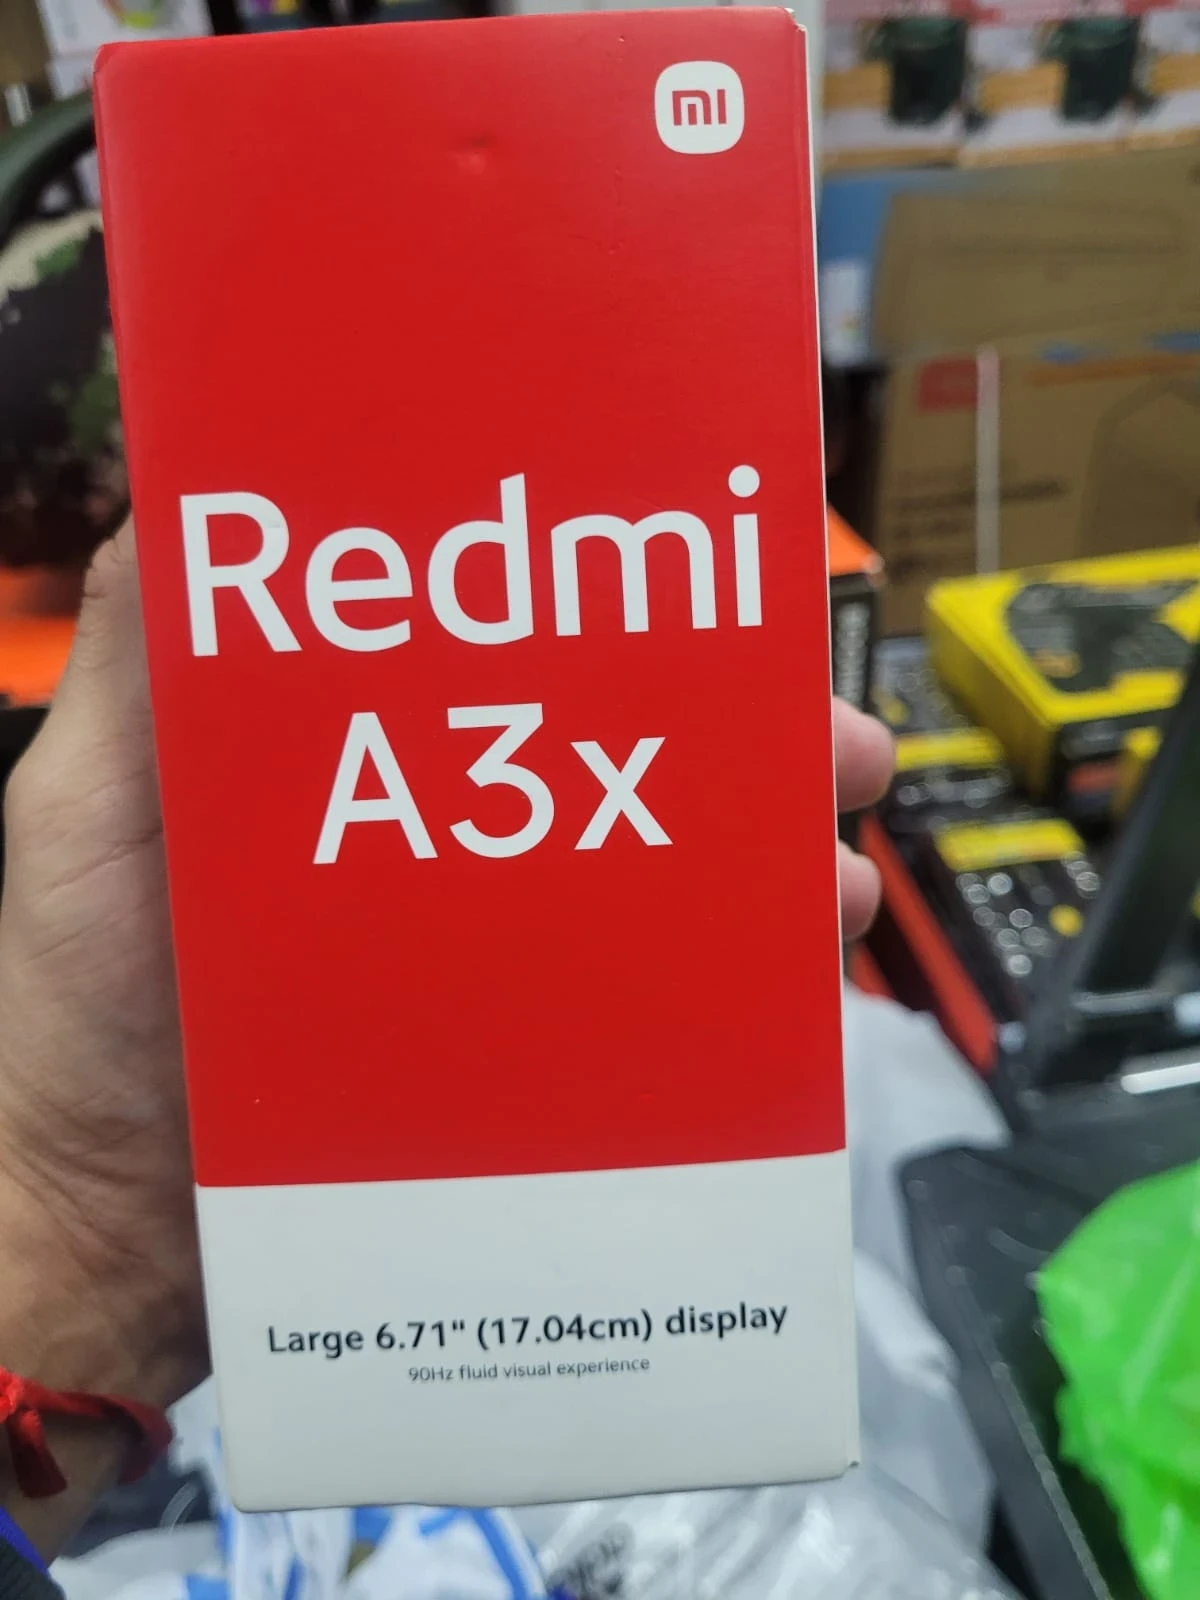 mi
Redmi
A3x
Large 6.71" (17.04cm) display
90Hz fluid visual experience